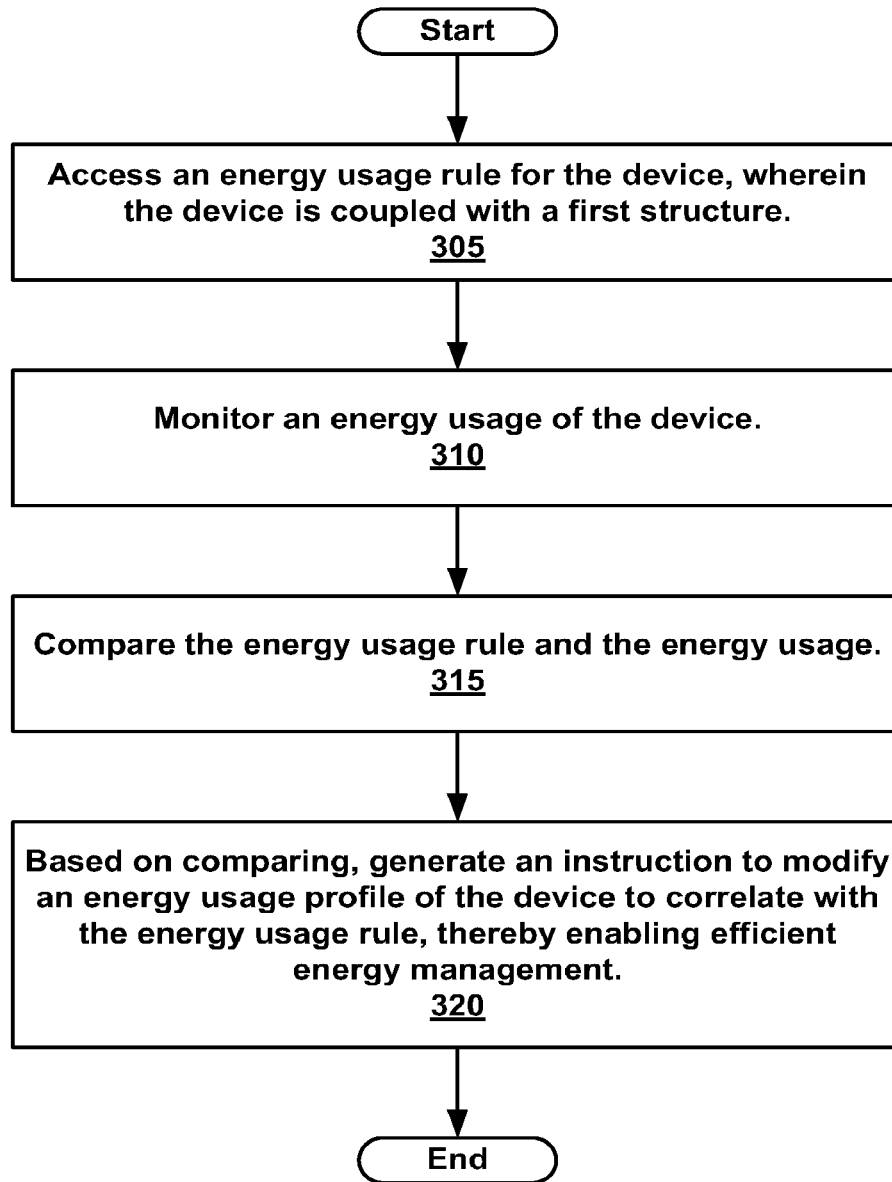 Start
Access an energy usage rule for the device, wherein
the device is coupled with a first structure.
305
Monitor an energy usage of the device.
310
Compare the energy usage rule and the energy usage.
315
Based on comparing, generate an instruction to modify
an energy usage profile of the device to correlate with
the energy usage rule, thereby enabling efficient
energy management.
320
End